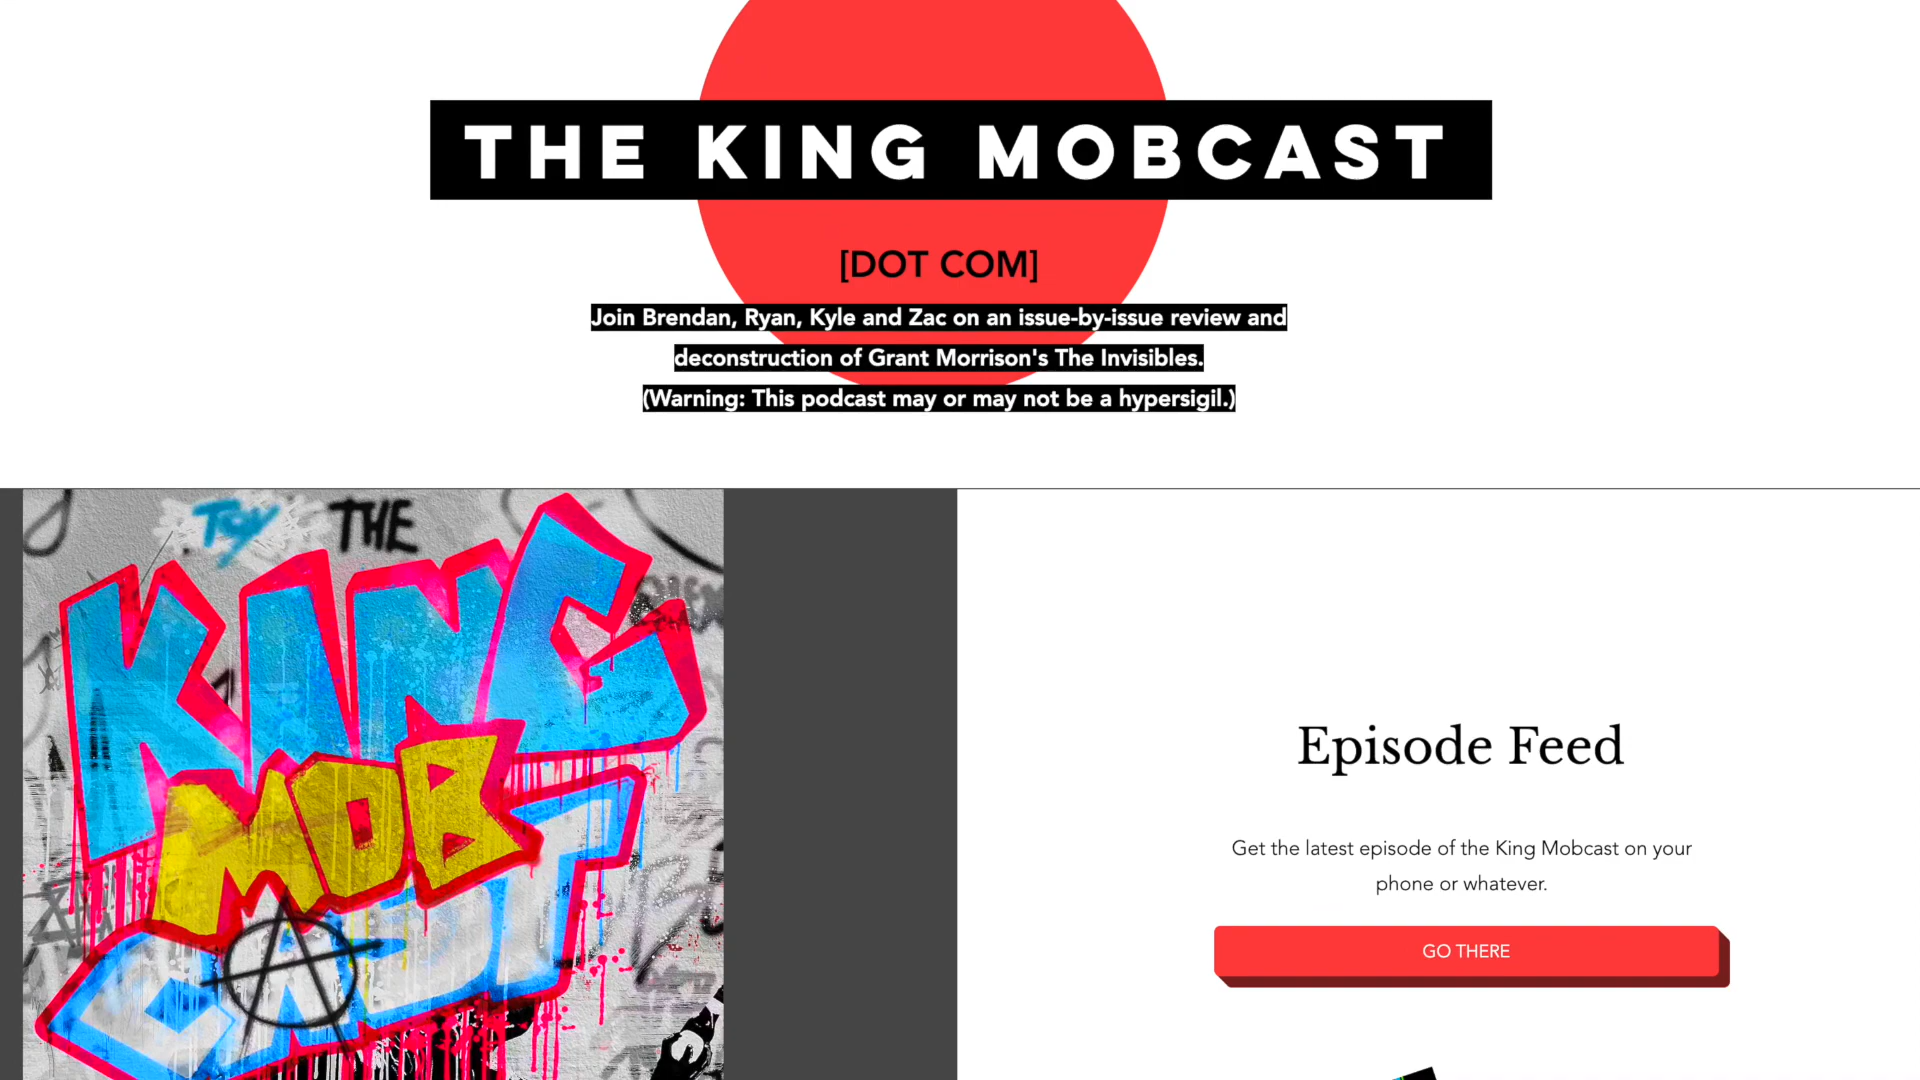 THE KING MOBCAST
[DOT COM]
Join Brendan, Ryan, Kyle and Zac on an issue-by-issue review and
deconstruction of Grant Morrison's The Invisibles.
(Warning: This podcast may or may not be a hypersigil.)
TOY THE
KING
MOB
CAST
Episode Feed
Get the latest episode of the King Mobcast on your
phone or whatever.
GO THERE